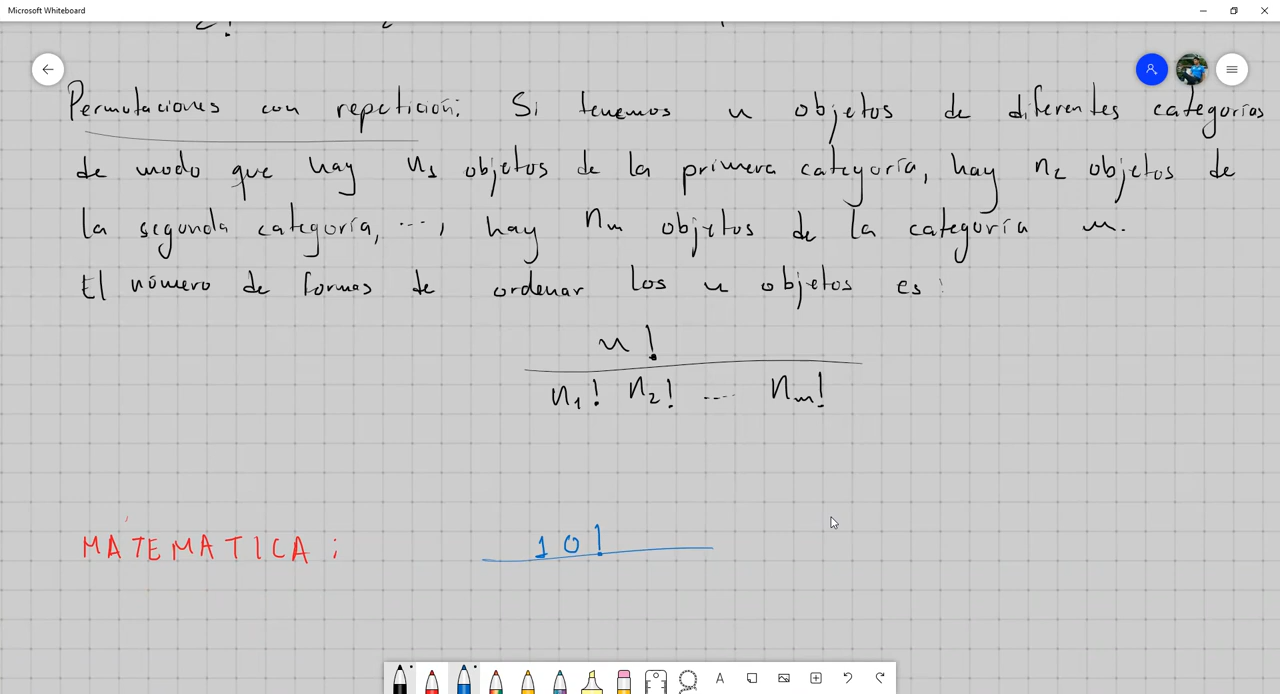 Microsoft Whiteboard
Permutaciones con repetición: Si tenemos n objetos de diferentes categorías
de modo que hay n₁ objetos de la primera categoría, hay n₂ objetos de
la segunda categoría, ..., hay nₘ objetos de la categoría m.
El número de formas de ordenar los n objetos es:
n!
n₁! n₂! .... nₘ!
MATEMATICA: 10!